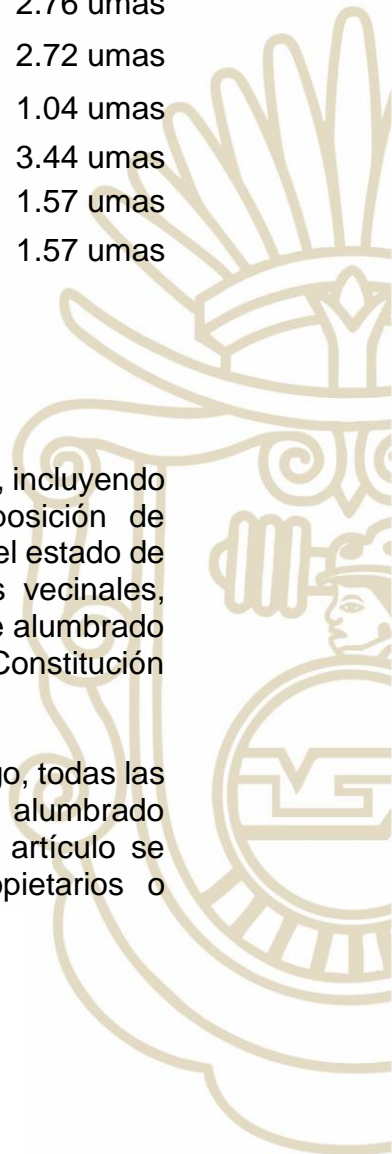 2.76 umas
2.72 umas
1.04 umas
3.44 umas
1.57 umas
1.57 umas
, incluyendo
posición de
el estado de
s vecinales,
e alumbrado
Constitución
go, todas las
alumbrado
artículo se
opietarios o